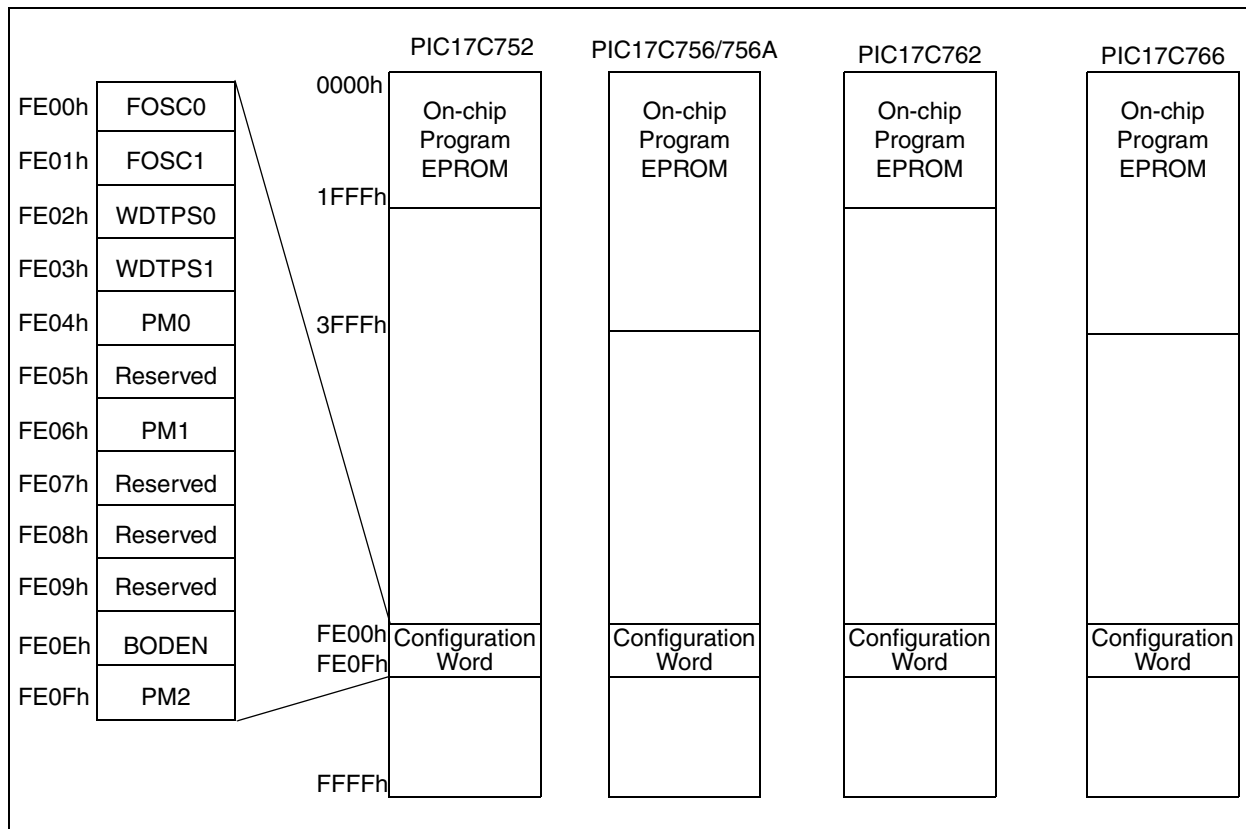 PIC17C752
PIC17C756/756A
PIC17C762
PIC17C766
FE00h FOSC0
FE01h FOSC1
FE02h WDTPS0
FE03h WDTPS1
FE04h PM0
FE05h Reserved
FE06h PM1
FE07h Reserved
FE08h Reserved
FE09h Reserved
FE0Eh BODEN
FE0Fh PM2
0000h
1FFFh
3FFFh
FE00h
FE0Fh
FFFFh
On-chip
Program
EPROM
Configuration
Word
On-chip
Program
EPROM
Configuration
Word
On-chip
Program
EPROM
Configuration
Word
On-chip
Program
EPROM
Configuration
Word